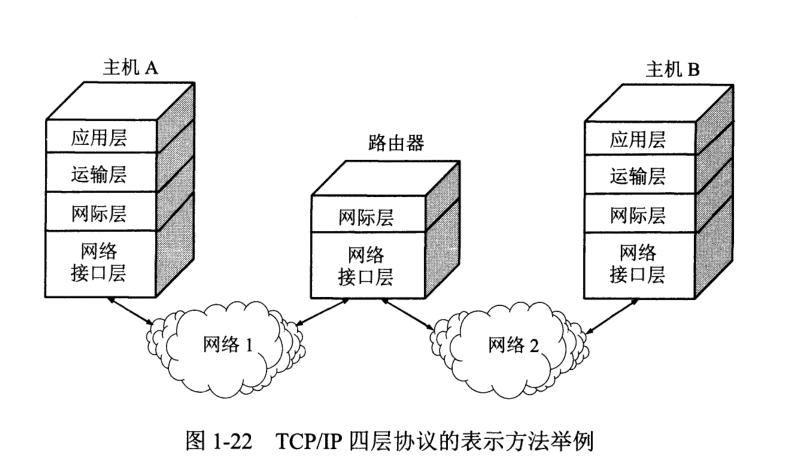 主机 A
应用层
运输层
网际层
网络
接口层
路由器
网际层
网络
接口层
主机 B
应用层
运输层
网际层
网络
接口层
网络 1
网络 2
图 1-22 TCP/IP 四层协议的表示方法举例